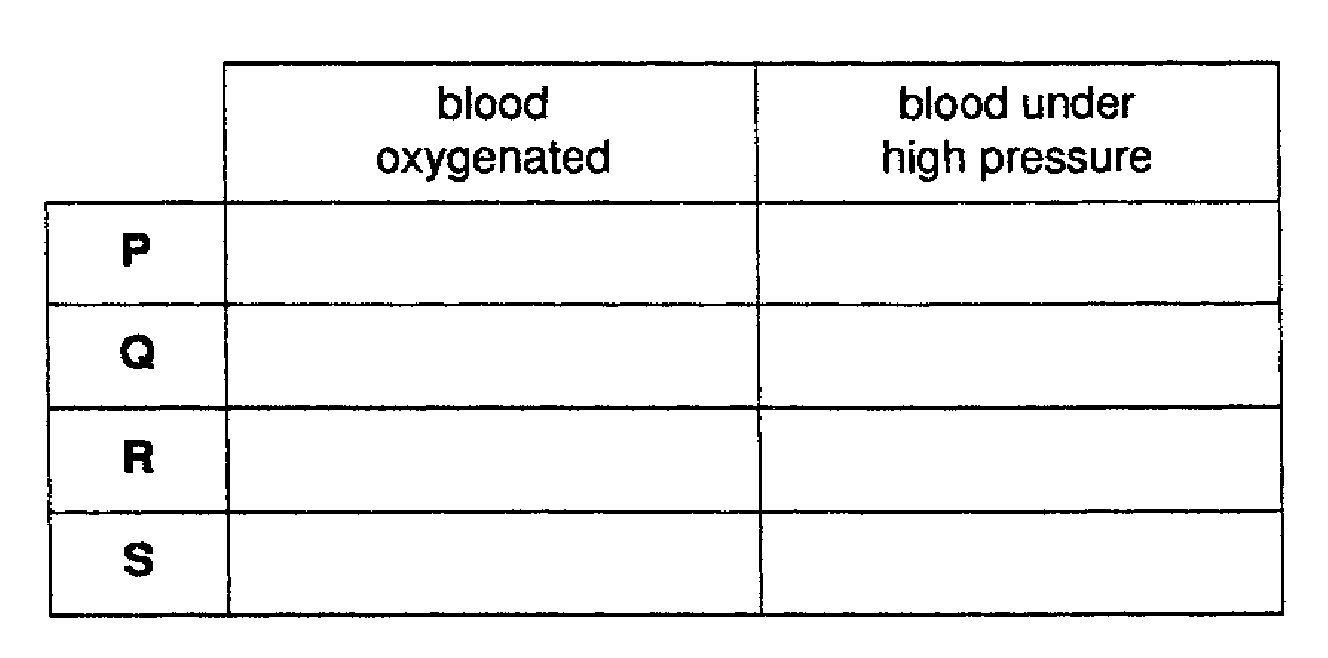 blood
oxygenated
blood under
high pressure
P
Q
R
S